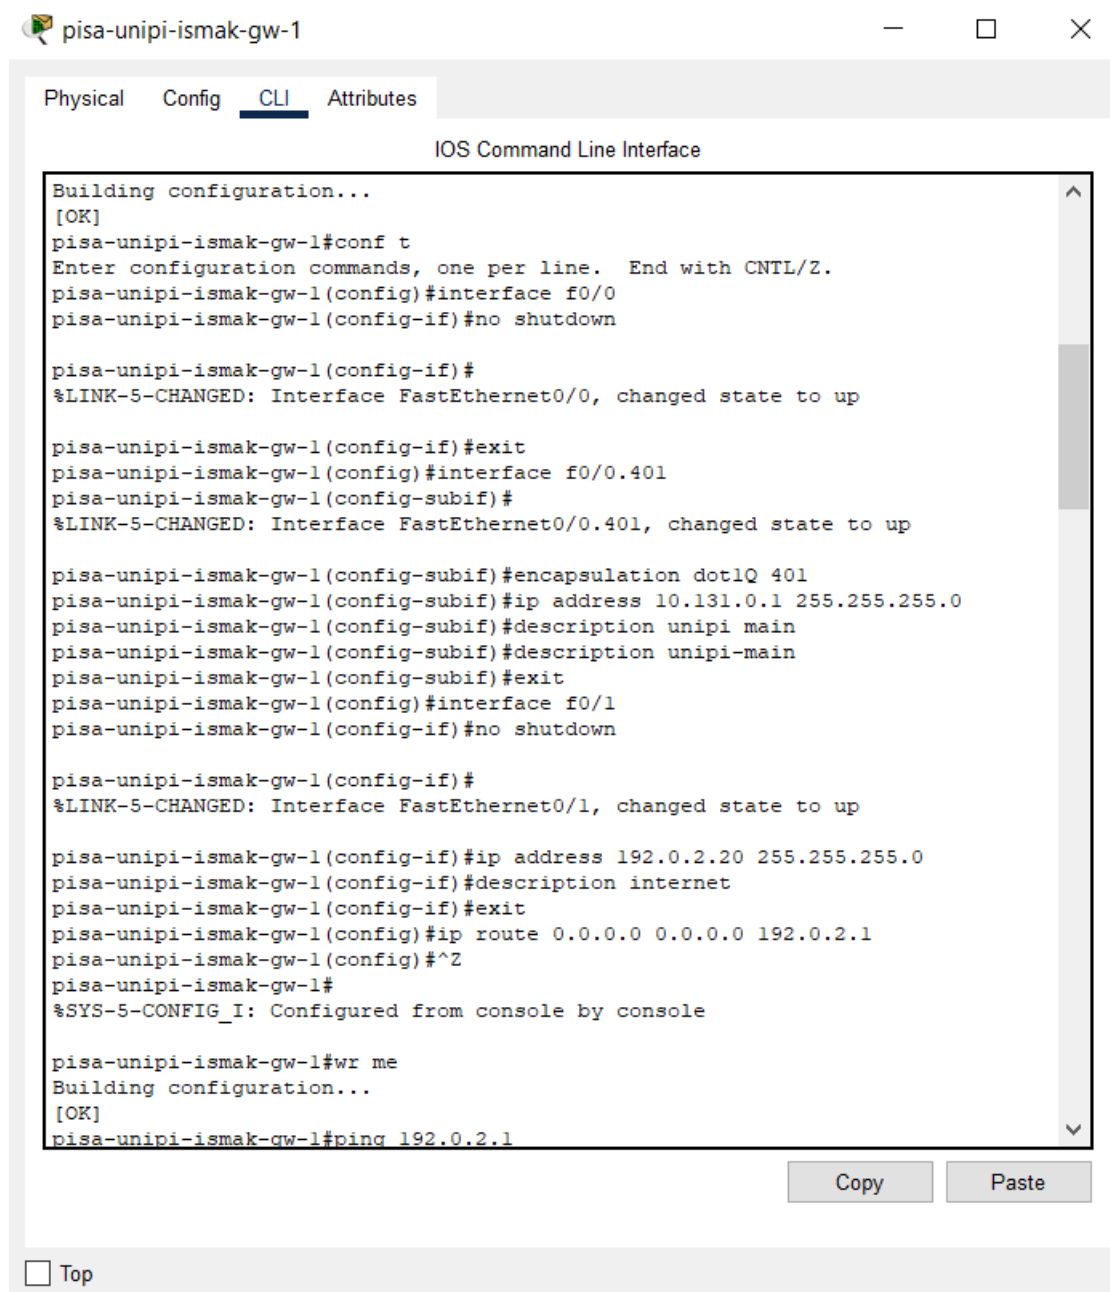 pisa-unipi-ismak-gw-1
Physical Config CLI Attributes
IOS Command Line Interface
Building configuration...
[OK]
pisa-unipi-ismak-gw-1#conf t
Enter configuration commands, one per line.  End with CNTL/Z.
pisa-unipi-ismak-gw-1(config)#interface f0/0
pisa-unipi-ismak-gw-1(config-if)#no shutdown
pisa-unipi-ismak-gw-1(config-if)#
%LINK-5-CHANGED: Interface FastEthernet0/0, changed state to up
pisa-unipi-ismak-gw-1(config-if)#exit
pisa-unipi-ismak-gw-1(config)#interface f0/0.401
pisa-unipi-ismak-gw-1(config-subif)#
%LINK-5-CHANGED: Interface FastEthernet0/0.401, changed state to up
pisa-unipi-ismak-gw-1(config-subif)#encapsulation dot1Q 401
pisa-unipi-ismak-gw-1(config-subif)#ip address 10.131.0.1 255.255.255.0
pisa-unipi-ismak-gw-1(config-subif)#description unipi main
pisa-unipi-ismak-gw-1(config-subif)#description unipi-main
pisa-unipi-ismak-gw-1(config-subif)#exit
pisa-unipi-ismak-gw-1(config)#interface f0/1
pisa-unipi-ismak-gw-1(config-if)#no shutdown
pisa-unipi-ismak-gw-1(config-if)#
%LINK-5-CHANGED: Interface FastEthernet0/1, changed state to up
pisa-unipi-ismak-gw-1(config-if)#ip address 192.0.2.20 255.255.255.0
pisa-unipi-ismak-gw-1(config-if)#description internet
pisa-unipi-ismak-gw-1(config-if)#exit
pisa-unipi-ismak-gw-1(config)#ip route 0.0.0.0 0.0.0.0 192.0.2.1
pisa-unipi-ismak-gw-1(config)#^Z
pisa-unipi-ismak-gw-1#
%SYS-5-CONFIG_I: Configured from console by console
pisa-unipi-ismak-gw-1#wr me
Building configuration...
[OK]
pisa-unipi-ismak-gw-1#ping 192.0.2.1
Copy Paste
Top